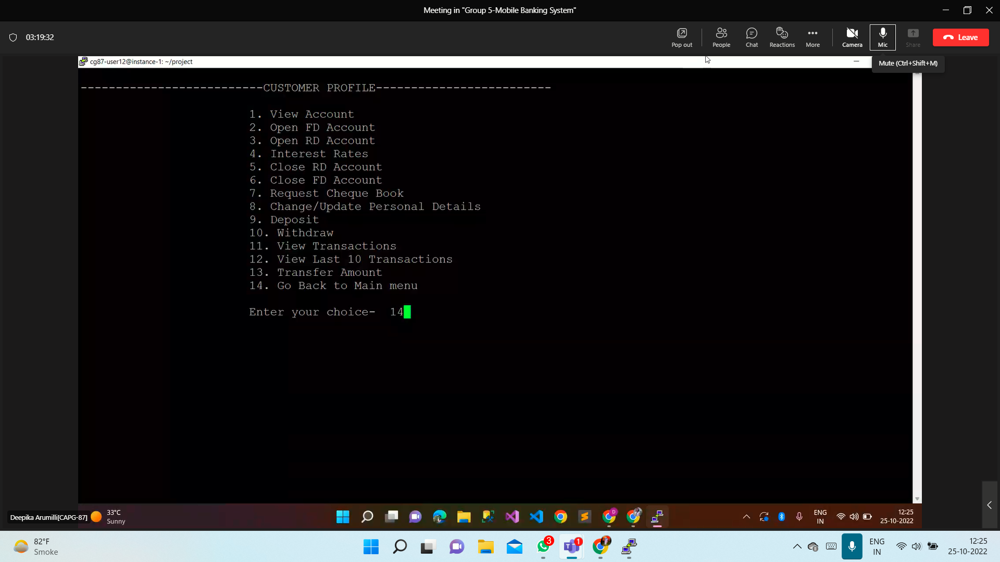 Meeting in "Group 5-Mobile Banking System"
03:19:32
Pop out
People
Chat
Reactions
More
Camera
Mic
Share
Leave
cg87-user12@instance-1: ~/project
Mute (Ctrl+Shift+M)
--------------------------CUSTOMER PROFILE-------------------------
1. View Account
2. Open FD Account
3. Open RD Account
4. Interest Rates
5. Close RD Account
6. Close FD Account
7. Request Cheque Book
8. Change/Update Personal Details
9. Deposit
10. Withdraw
11. View Transactions
12. View Last 10 Transactions
13. Transfer Amount
14. Go Back to Main menu
Enter your choice-  14
Deepika Arumilli[CAPG-87]
33°C
Sunny
D
ENG
IN
12:25
25-10-2022
82°F
Smoke
3
1
ENG
IN
12:25
25-10-2022